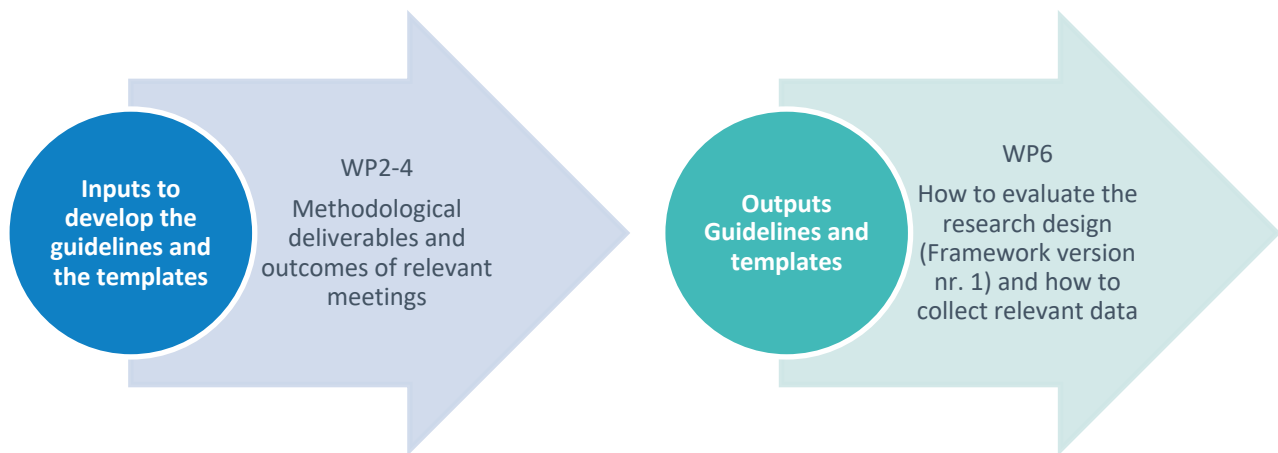 Inputs to
develop the
guidelines and
the templates
WP2-4
Methodological
deliverables and
outcomes of relevant
meetings
Outputs
Guidelines and
templates
WP6
How to evaluate the
research design
(Framework version
nr. 1) and how to
collect relevant data